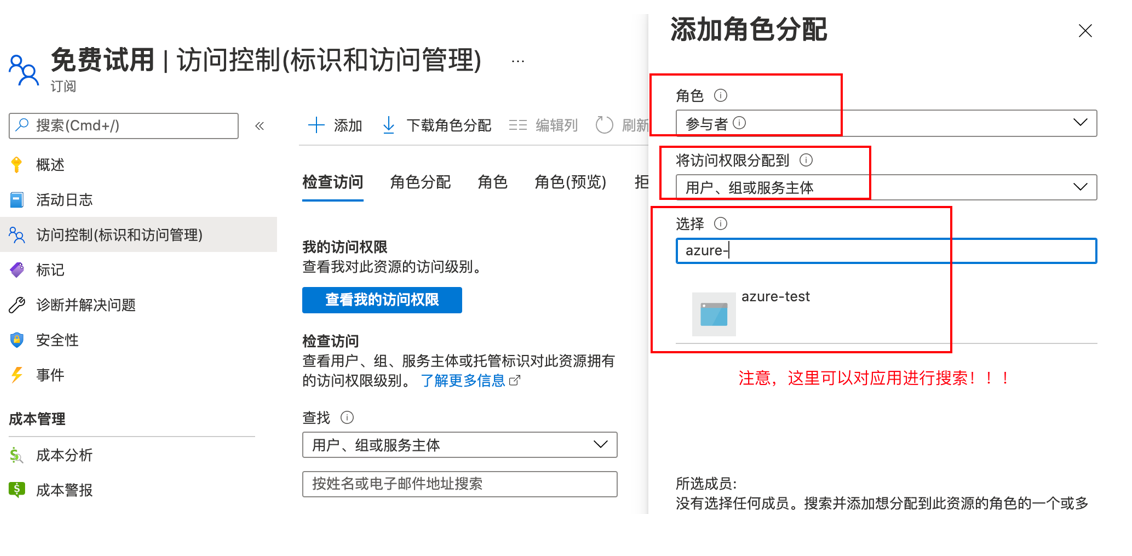 免费试用 | 访问控制(标识和访问管理) ...
订阅
搜索(Cmd+/)
«
概述
活动日志
访问控制(标识和访问管理)
标记
诊断并解决问题
安全性
事件
成本管理
成本分析
成本警报
添加
下载角色分配
编辑列
刷新
检查访问
角色分配
角色
角色(预览)
拒
我的访问权限
查看我对此资源的访问级别。
查看我的访问权限
检查访问
查看用户、组、服务主体或托管标识对此资源拥有
的访问权限级别。 了解更多信息
查找
用户、组或服务主体
按姓名或电子邮件地址搜索
添加角色分配
角色
参与者
将访问权限分配到
用户、组或服务主体
选择
azure-
azure-test
注意，这里可以对应用进行搜索！！！
所选成员:
没有选择任何成员。搜索并添加想分配到此资源的角色的一个或多